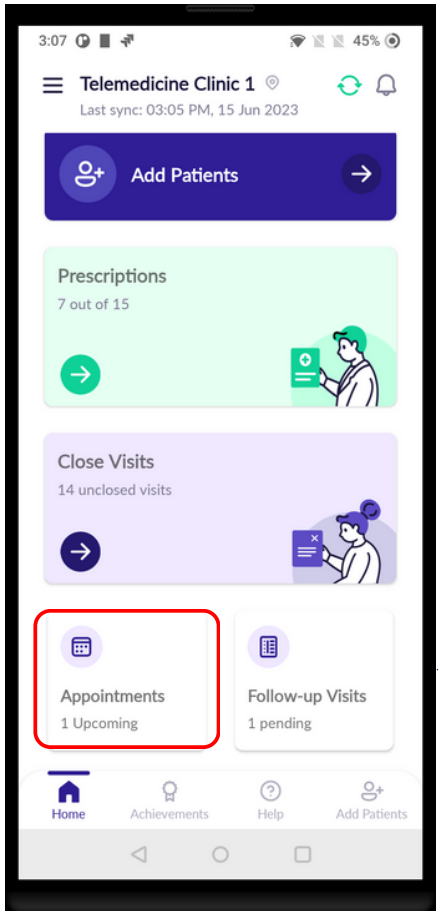 3:07 45%
Telemedicine Clinic 1
Last sync: 03:05 PM, 15 Jun 2023
Add Patients
Prescriptions
7 out of 15
Close Visits
14 unclosed visits
Appointments
1 Upcoming
Follow-up Visits
1 pending
Home Achievements Help Add Patients